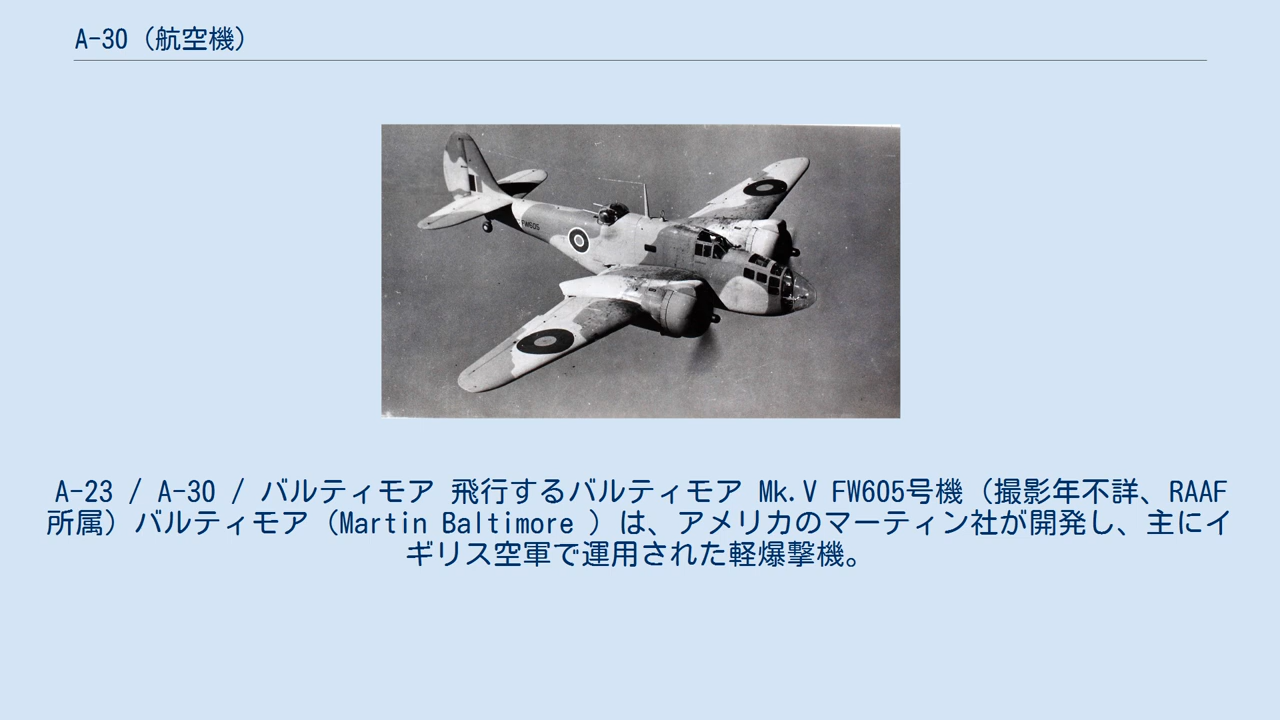 A-30（航空機）
FW605
A-23 / A-30 / バルティモア 飛行するバルティモア Mk.V FW605号機（撮影年不詳、RAAF
所属）バルティモア（Martin Baltimore ）は、アメリカのマーティン社が開発し、主にイ
ギリス空軍で運用された軽爆撃機。